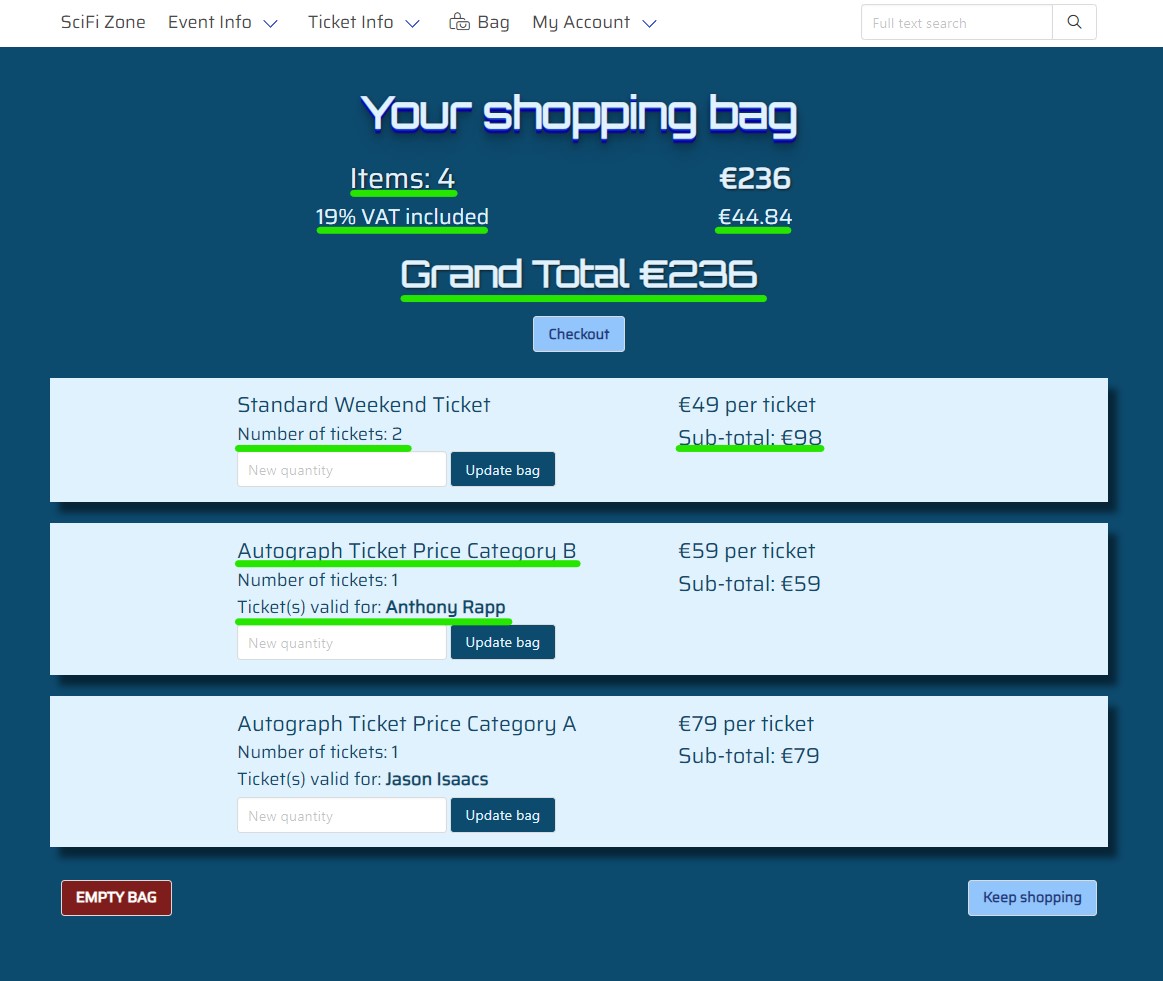 SciFi Zone Event Info Ticket Info Bag My Account Full text search
Your shopping bag
Items: 4 €236
19% VAT included €44.84
Grand Total €236
Checkout
Standard Weekend Ticket €49 per ticket
Number of tickets: 2 Sub-total: €98
New quantity Update bag
Autograph Ticket Price Category B €59 per ticket
Number of tickets: 1 Sub-total: €59
Ticket(s) valid for: Anthony Rapp
New quantity Update bag
Autograph Ticket Price Category A €79 per ticket
Number of tickets: 1 Sub-total: €79
Ticket(s) valid for: Jason Isaacs
New quantity Update bag
EMPTY BAG Keep shopping